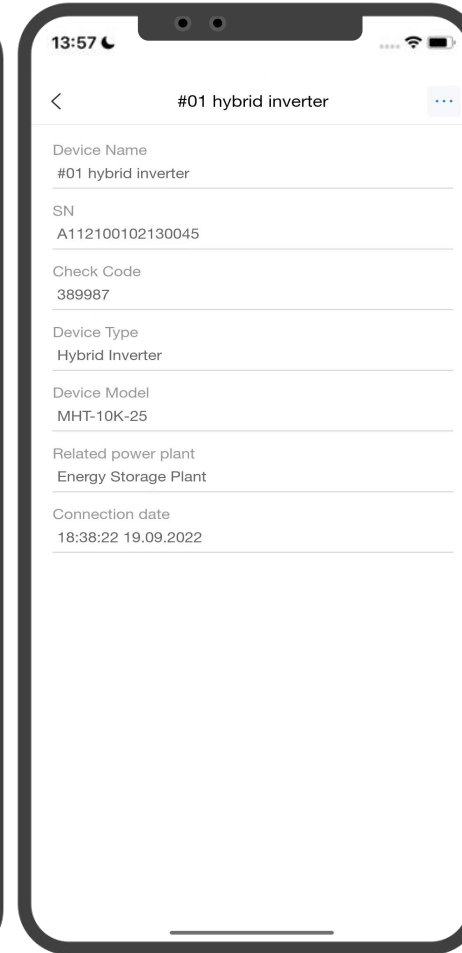 13:57
#01 hybrid inverter
...
Device Name
#01 hybrid inverter
SN
A112100102130045
Check Code
389987
Device Type
Hybrid Inverter
Device Model
MHT-10K-25
Related power plant
Energy Storage Plant
Connection date
18:38:22 19.09.2022